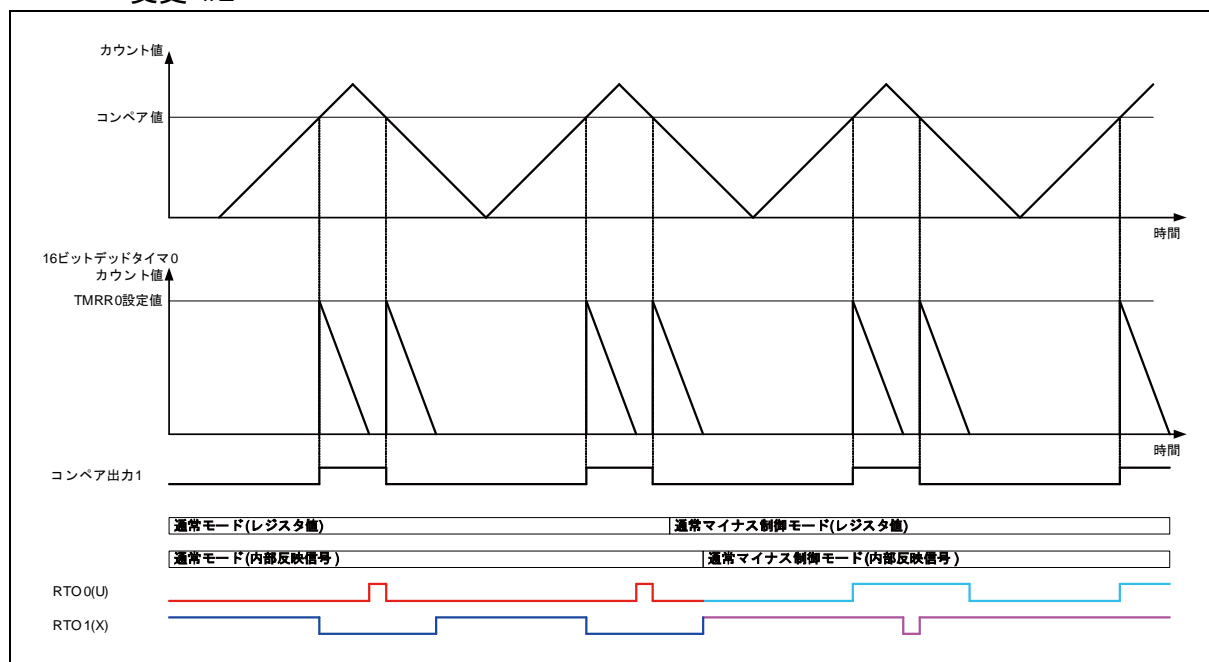 カウント値
コンペア値
時間
16ビットデッドタイマ0
カウント値
TMRR0設定値
時間
コンペア出力1
通常モード(レジスタ値)
通常マイナス制御モード(レジスタ値)
通常モード(内部反映信号)
通常マイナス制御モード(内部反映信号)
RTO0(U)
RTO1(X)